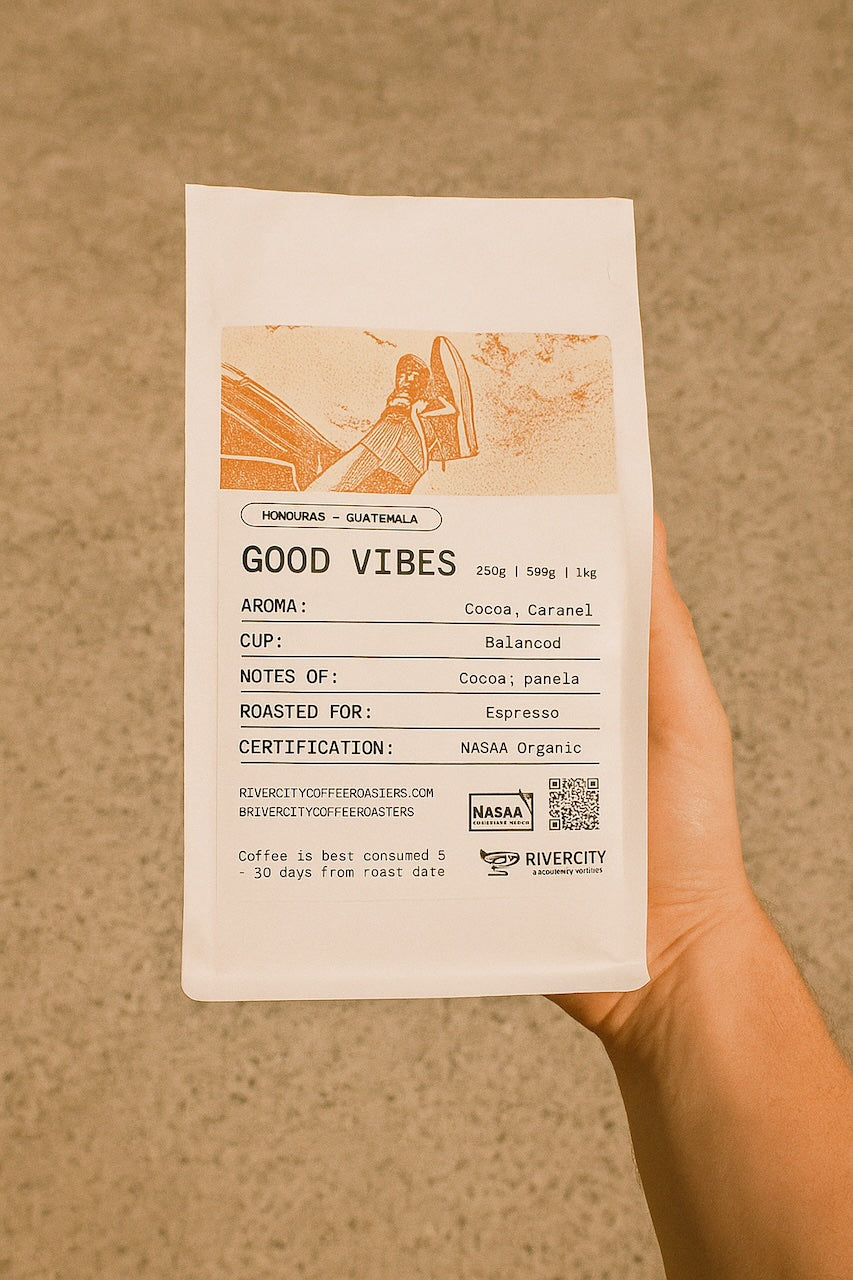 HONOURAS – GUATEMALA
GOOD VIBES 250g | 599g | 1kg
AROMA: Cocoa, Caranel
CUP: Balancod
NOTES OF: Cocoa; panela
ROASTED FOR: Espresso
CERTIFICATION: NASAA Organic
RIVERCITYCOFFEEROASIERS.COM
BRIVERCITYCOFFEEROASTERS
NASAA
Coffee is best consumed 5
- 30 days from roast date
RIVERCITY